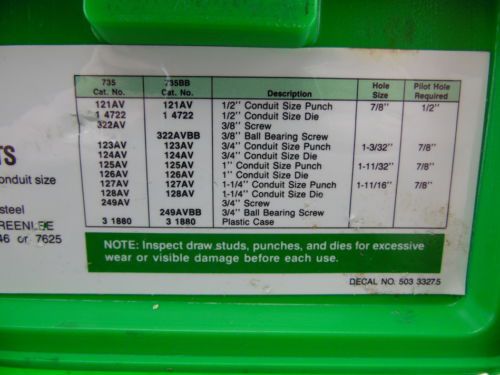 735 735BB Hole Pilot Hole
Cat. No. Cat. No. Description Size Required
121AV 121AV 1/2" Conduit Size Punch 7/8" 1/2"
1 4722 1 4722 1/2" Conduit Size Die
322AV 3/8" Screw
322AVBB 3/8" Ball Bearing Screw
123AV 123AV 3/4" Conduit Size Punch 1-3/32" 7/8"
124AV 124AV 3/4" Conduit Size Die
125AV 125AV 1" Conduit Size Punch 1-11/32" 7/8"
126AV 126AV 1" Conduit Size Die
127AV 127AV 1-1/4" Conduit Size Punch 1-11/16" 7/8"
128AV 128AV 1-1/4" Conduit Size Die
249AV 3/4" Screw
249AVBB 3/4" Ball Bearing Screw
3 1880 3 1880 Plastic Case
TS
onduit size
steel
REENLEE
46 or 7625
NOTE: Inspect draw studs, punches, and dies for excessive
wear or visible damage before each use.
DECAL NO. 503 3327.5